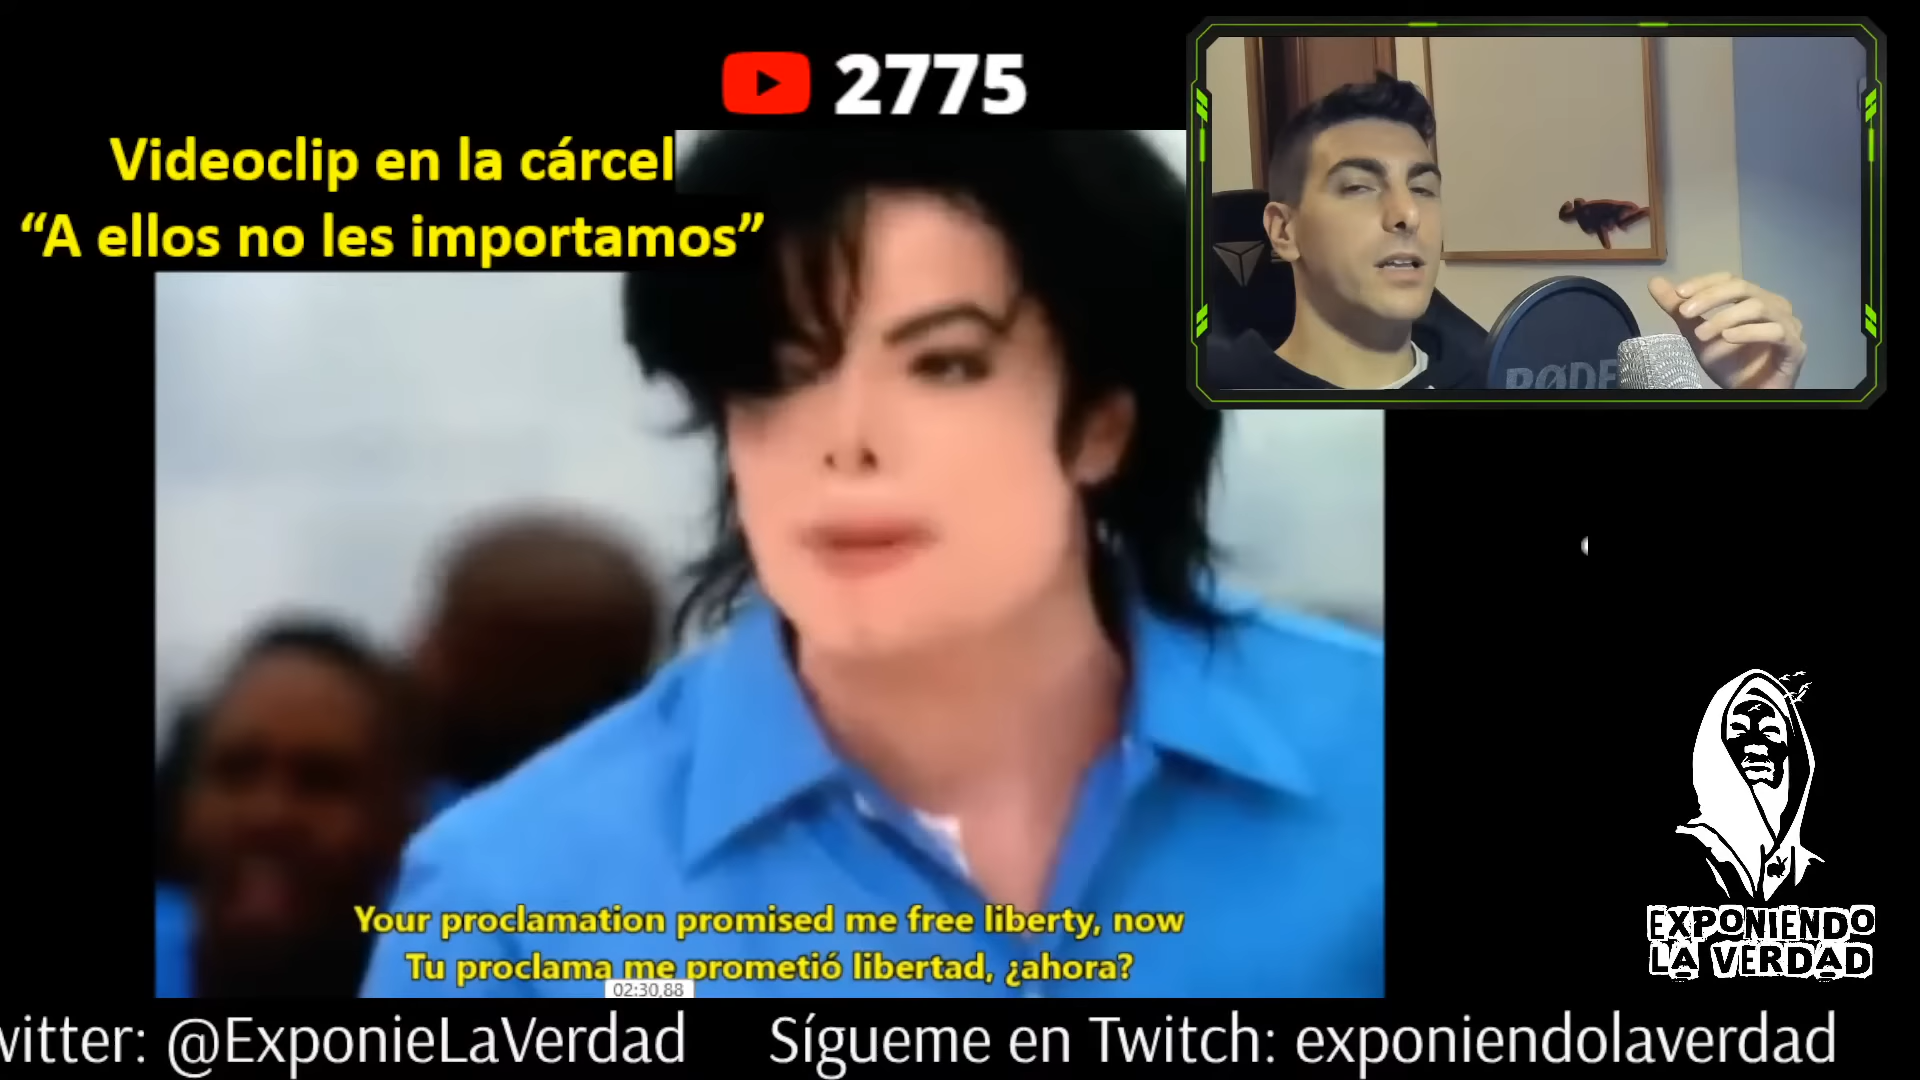 2775
Videoclip en la cárcel
“A ellos no les importamos”
RØDE
Your proclamation promised me free liberty, now
Tu proclama me prometió libertad, ¿ahora?
02:30,88
EXPONIENDO
LA VERDAD
witter: @ExponieLaVerdad Sígueme en Twitch: exponiendolaverdad